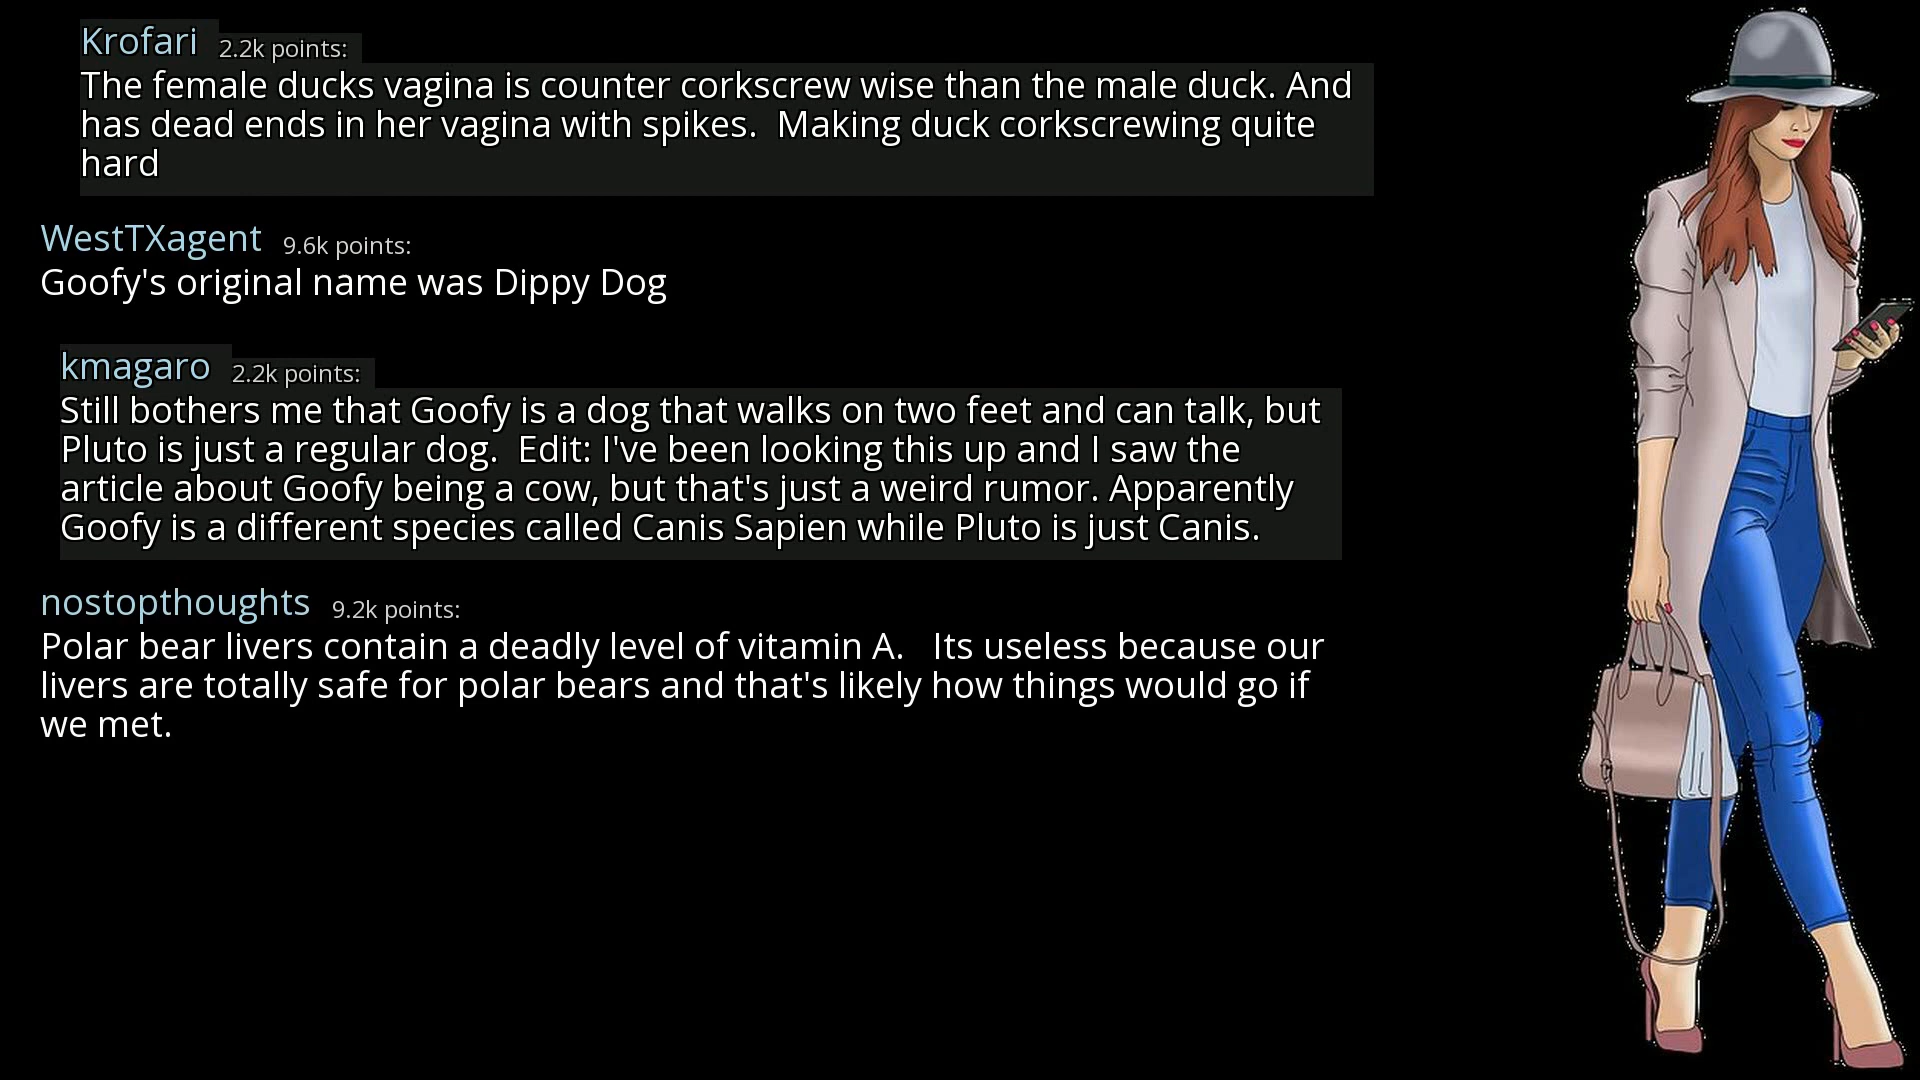 Krofari 2.2k points:
The female ducks vagina is counter corkscrew wise than the male duck. And
has dead ends in her vagina with spikes.  Making duck corkscrewing quite
hard
WestTXagent 9.6k points:
Goofy's original name was Dippy Dog
kmagaro 2.2k points:
Still bothers me that Goofy is a dog that walks on two feet and can talk, but
Pluto is just a regular dog.  Edit: I've been looking this up and I saw the
article about Goofy being a cow, but that's just a weird rumor. Apparently
Goofy is a different species called Canis Sapien while Pluto is just Canis.
nostopthoughts 9.2k points:
Polar bear livers contain a deadly level of vitamin A.   Its useless because our
livers are totally safe for polar bears and that's likely how things would go if
we met.